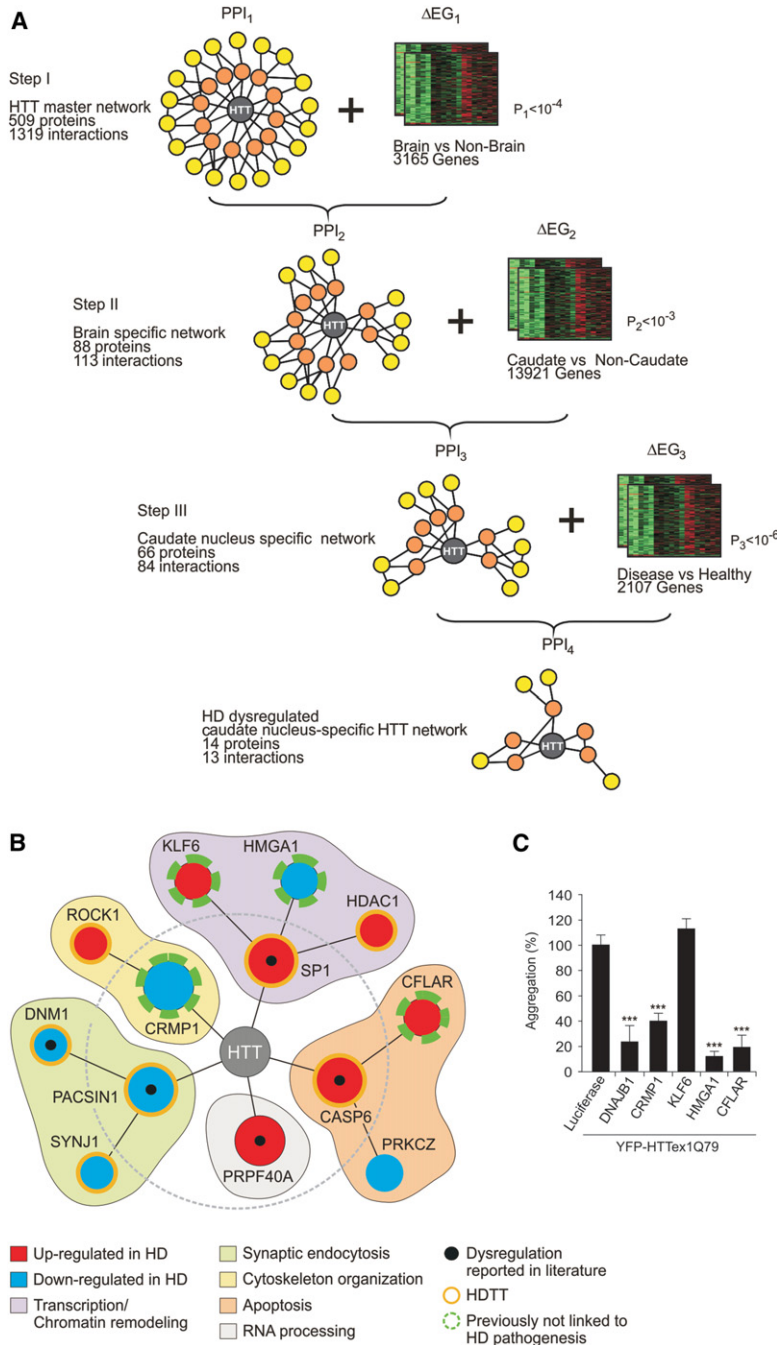 A
PPI1
ΔEG1
Step I
HTT master network
509 proteins
1319 interactions
HTT
+
P1<10-4
Brain vs Non-Brain
3165 Genes
PPI2
ΔEG2
Step II
Brain specific network
88 proteins
113 interactions
HTT
+
P2<10-3
Caudate vs Non-Caudate
13921 Genes
PPI3
ΔEG3
Step III
Caudate nucleus specific network
66 proteins
84 interactions
HTT
+
P3<10-6
Disease vs Healthy
2107 Genes
PPI4
HD dysregulated
caudate nucleus-specific HTT network
14 proteins
13 interactions
HTT
B
KLF6
HMGA1
HDAC1
ROCK1
SP1
CRMP1
CFLAR
DNM1
HTT
PACSIN1
CASP6
SYNJ1
PRPF40A
PRKCZ
C
Aggregation (%)
140
120
100
80
60
40
20
0
***
***
***
***
Luciferase
DNAJB1
CRMP1
KLF6
HMGA1
CFLAR
YFP-HTTex1Q79
Up-regulated in HD
Down-regulated in HD
Transcription/
Chromatin remodeling
Synaptic endocytosis
Cytoskeleton organization
Apoptosis
RNA processing
Dysregulation
reported in literature
HDTT
Previously not linked to
HD pathogenesis